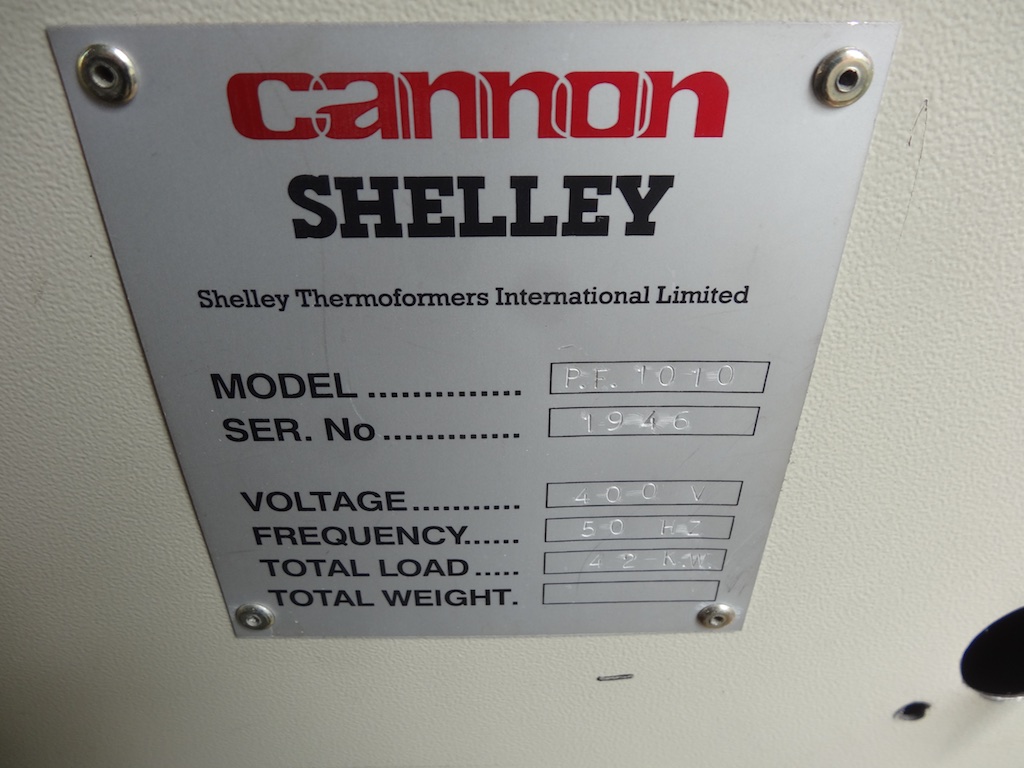 cannon
SHELLEY
Shelley Thermoformers International Limited
MODEL .............. P.F. 1010
SER. No ............. 1946
VOLTAGE........... 400 V
FREQUENCY...... 50 HZ
TOTAL LOAD ..... 42 K.W.
TOTAL WEIGHT.